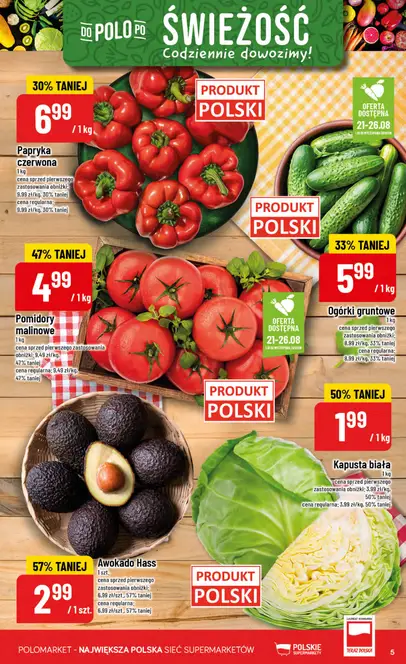 DO POLO PO ŚWIEŻOŚĆ
Codziennie dowozimy!
30% TANIEJ
6 99
/1 kg
Papryka
czerwona
1 kg
cena sprzed pierwszego
zastosowania obniżki:
9,99 zł/kg, 30% taniej
cena regularna:
9,99 zł/kg, 30% taniej
PRODUKT
POLSKI
OFERTA
DOSTĘPNA
21-26.08
PRODUKT
POLSKI
33% TANIEJ
5 99
/1 kg
Ogórki gruntowe
1 kg
cena sprzed pierwszego
zastosowania obniżki:
8,99 zł/kg, 33% taniej
cena regularna:
8,99 zł/kg, 33% taniej
47% TANIEJ
4 99
/1 kg
Pomidory
malinowe
1 kg
cena sprzed pierwszego zastosowania
obniżki: 9,49 zł/kg,
47% taniej
cena regularna: 9,49 zł/kg,
47% taniej
OFERTA
DOSTĘPNA
21-26.08
PRODUKT
POLSKI
50% TANIEJ
1 99
/1 kg
Kapusta biała
1 kg
cena sprzed pierwszego
zastosowania obniżki: 3,99 zł/kg,
50% taniej
cena regularna: 3,99 zł/kg,
50% taniej
57% TANIEJ
2 99
/1 szt.
Awokado Hass
1 szt.
cena sprzed pierwszego
zastosowania obniżki:
6,99 zł/szt., 57% taniej
cena regularna:
6,99 zł/szt., 57% taniej
PRODUKT
POLSKI
POLOMARKET - NAJWIĘKSZA POLSKA SIEĆ SUPERMARKETÓW
POLSKIE
SUPERMARKETY
TERAZ POLSKA
5